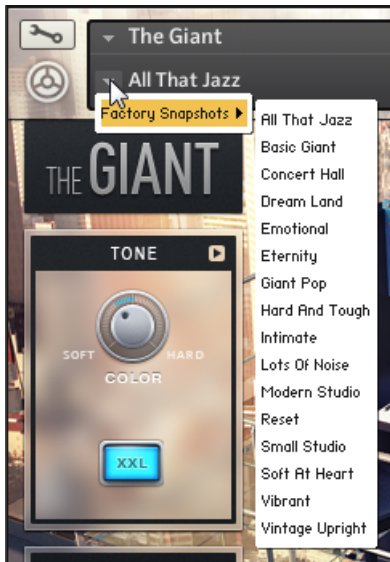 The Giant
All That Jazz
Factory Snapshots
All That Jazz
Basic Giant
Concert Hall
Dream Land
Emotional
Eternity
Giant Pop
Hard And Tough
Intimate
Lots Of Noise
Modern Studio
Reset
Small Studio
Soft At Heart
Vibrant
Vintage Upright
THE GIANT
TONE
SOFT HARD
COLOR
XXL